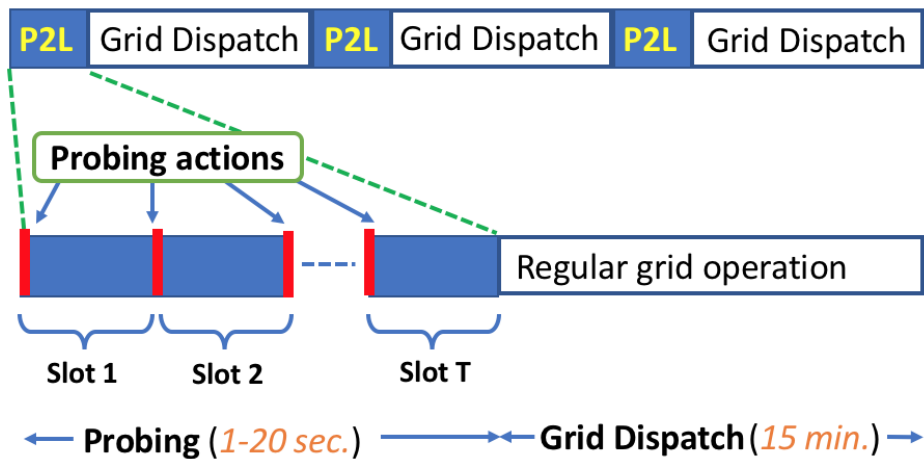 P2L Grid Dispatch P2L Grid Dispatch P2L Grid Dispatch
Probing actions
Regular grid operation
Slot 1 Slot 2 Slot T
Probing (1-20 sec.) Grid Dispatch (15 min.)